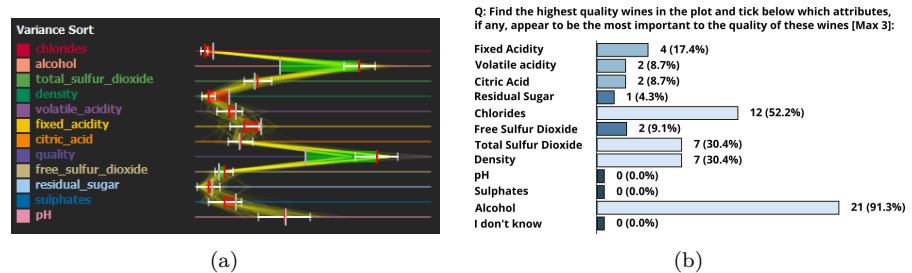 Variance Sort
chlorides
alcohol
total_sulfur_dioxide
density
volatile_acidity
fixed_acidity
citric_acid
quality
free_sulfur_dioxide
residual_sugar
sulphates
pH
(a)
Q: Find the highest quality wines in the plot and tick below which attributes,
if any, appear to be the most important to the quality of these wines [Max 3]:
Fixed Acidity 4 (17.4%)
Volatile acidity 2 (8.7%)
Citric Acid 2 (8.7%)
Residual Sugar 1 (4.3%)
Chlorides 12 (52.2%)
Free Sulfur Dioxide 2 (9.1%)
Total Sulfur Dioxide 7 (30.4%)
Density 7 (30.4%)
pH 0 (0.0%)
Sulphates 0 (0.0%)
Alcohol 21 (91.3%)
I don't know 0 (0.0%)
(b)